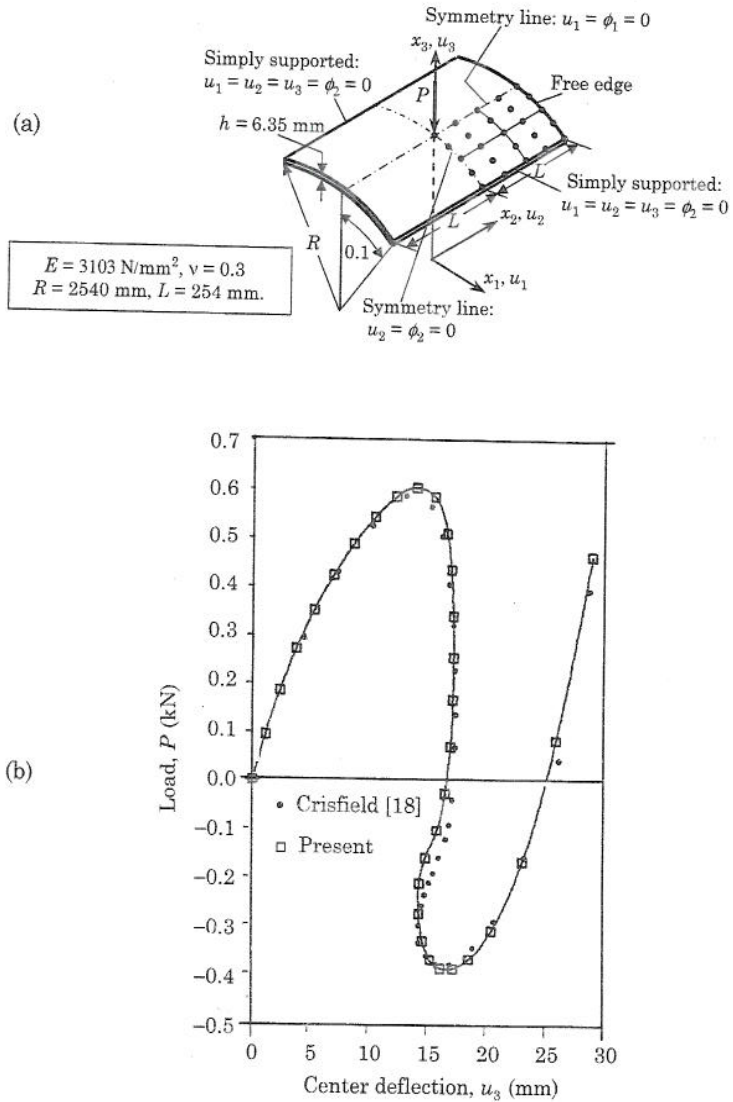 Symmetry line: u₁ = ϕ₁ = 0
x₃, u₃
Simply supported:
u₁ = u₂ = u₃ = ϕ₂ = 0
P
Free edge
(a)
h = 6.35 mm
L
Simply supported:
u₁ = u₂ = u₃ = ϕ₂ = 0
R
0.1
L
x₂, u₂
E = 3103 N/mm², ν = 0.3
R = 2540 mm, L = 254 mm.
x₁, u₁
Symmetry line:
u₂ = ϕ₂ = 0
0.7
0.6
0.5
0.4
0.3
0.2
0.1
0.0
−0.1
−0.2
−0.3
−0.4
−0.5
Load, P (kN)
(b)
Crisfield [18]
Present
0 5 10 15 20 25 30
Center deflection, u₃ (mm)